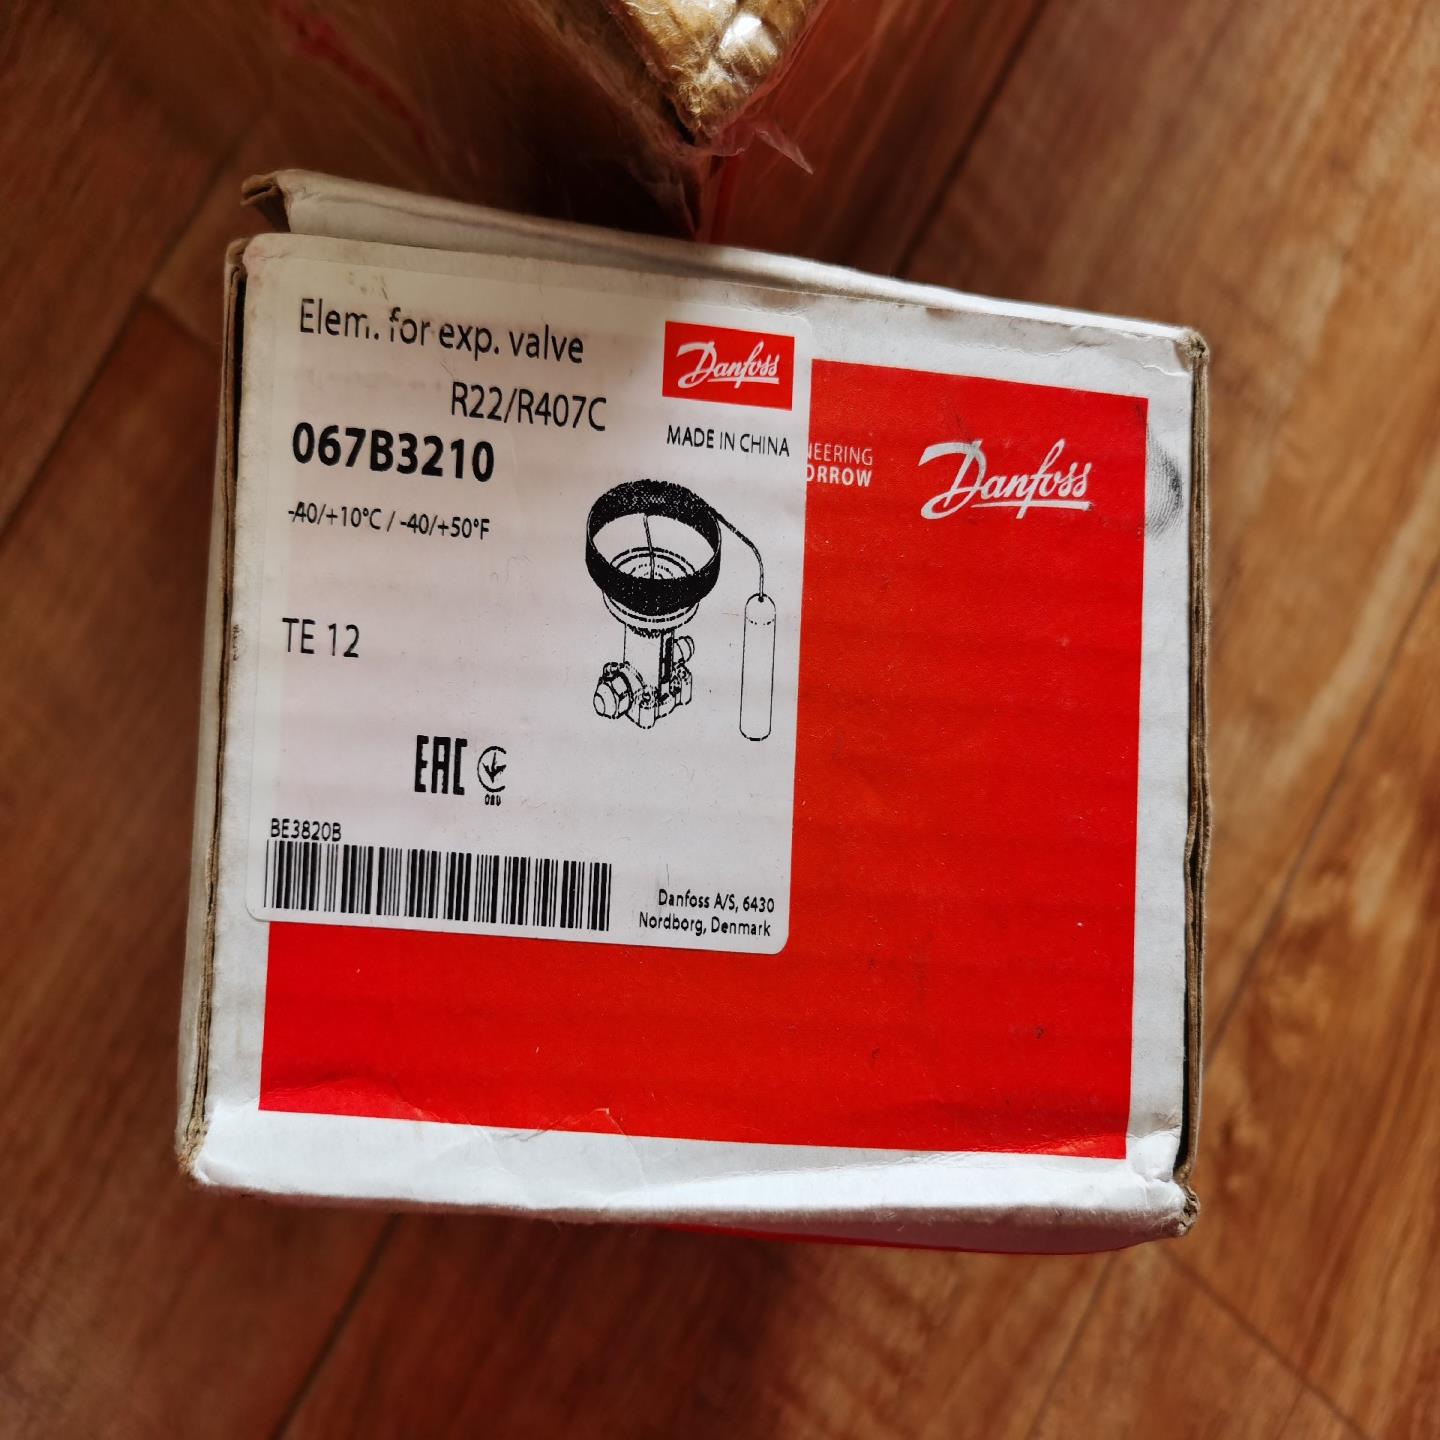 Elem. for exp. valve
R22/R407C
067B3210
-40/+10°C / -40/+50°F
TE 12
Danfoss
MADE IN CHINA
EAC
BE3820B
Danfoss A/S, 6430
Nordborg, Denmark
NEERING
ORROW
Danfoss